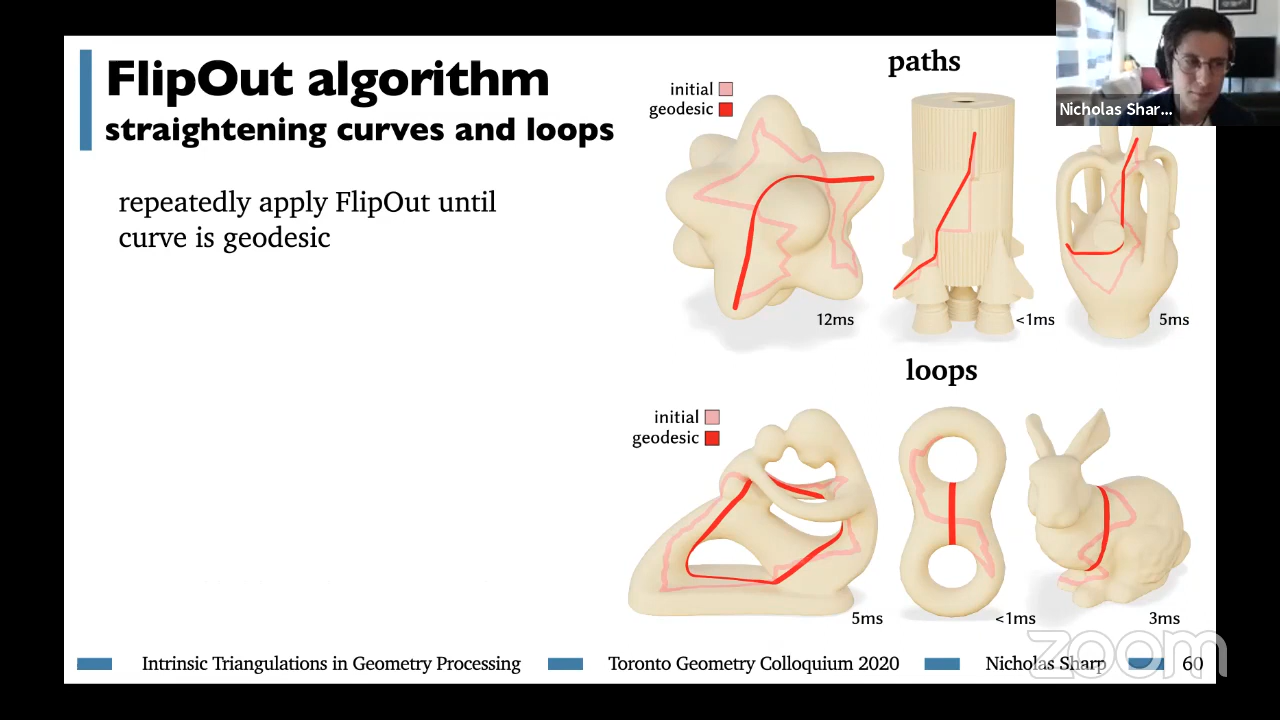 FlipOut algorithm
straightening curves and loops
repeatedly apply FlipOut until
curve is geodesic
paths
initial
geodesic
12ms
<1ms
5ms
loops
initial
geodesic
5ms
<1ms
3ms
Nicholas Shar...
Intrinsic Triangulations in Geometry Processing
Toronto Geometry Colloquium 2020
Nicholas Sharp
60
zoom